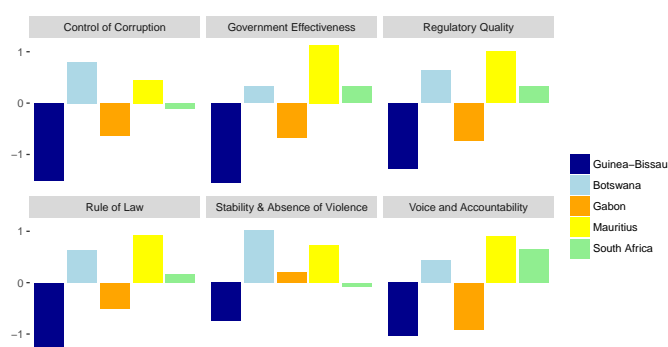 Control of Corruption
Government Effectiveness
Regulatory Quality
1
0
−1
Rule of Law
Stability & Absence of Violence
Voice and Accountability
1
0
−1
Guinea−Bissau
Botswana
Gabon
Mauritius
South Africa